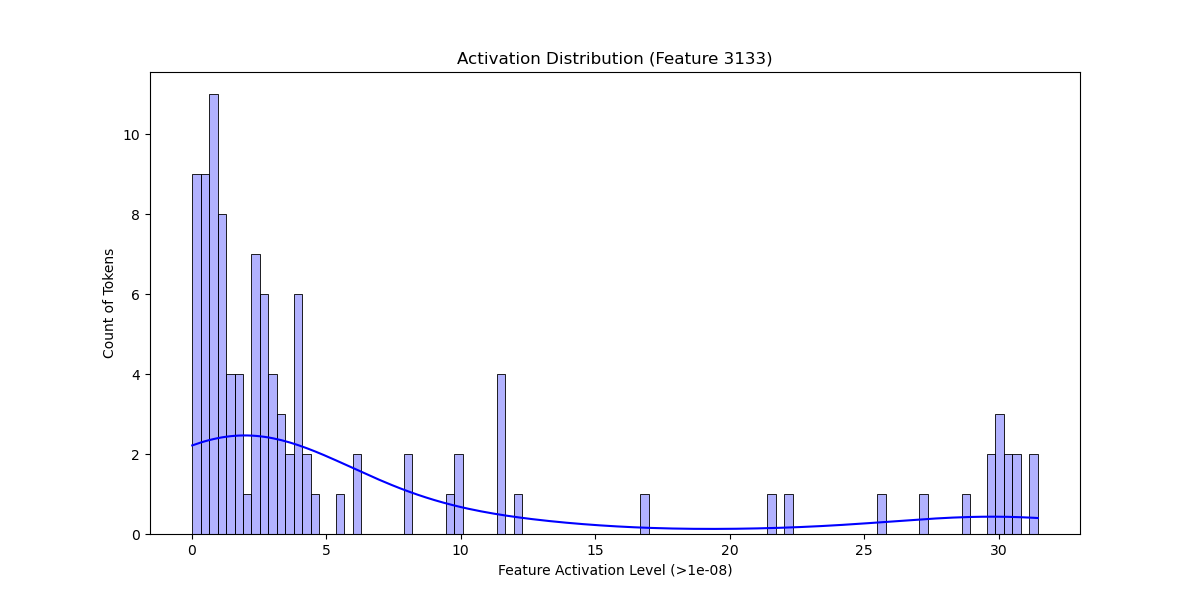 Activation Distribution (Feature 3133)
10
8
6
4
2
0
Count of Tokens
0 5 10 15 20 25 30
Feature Activation Level (>1e-08)